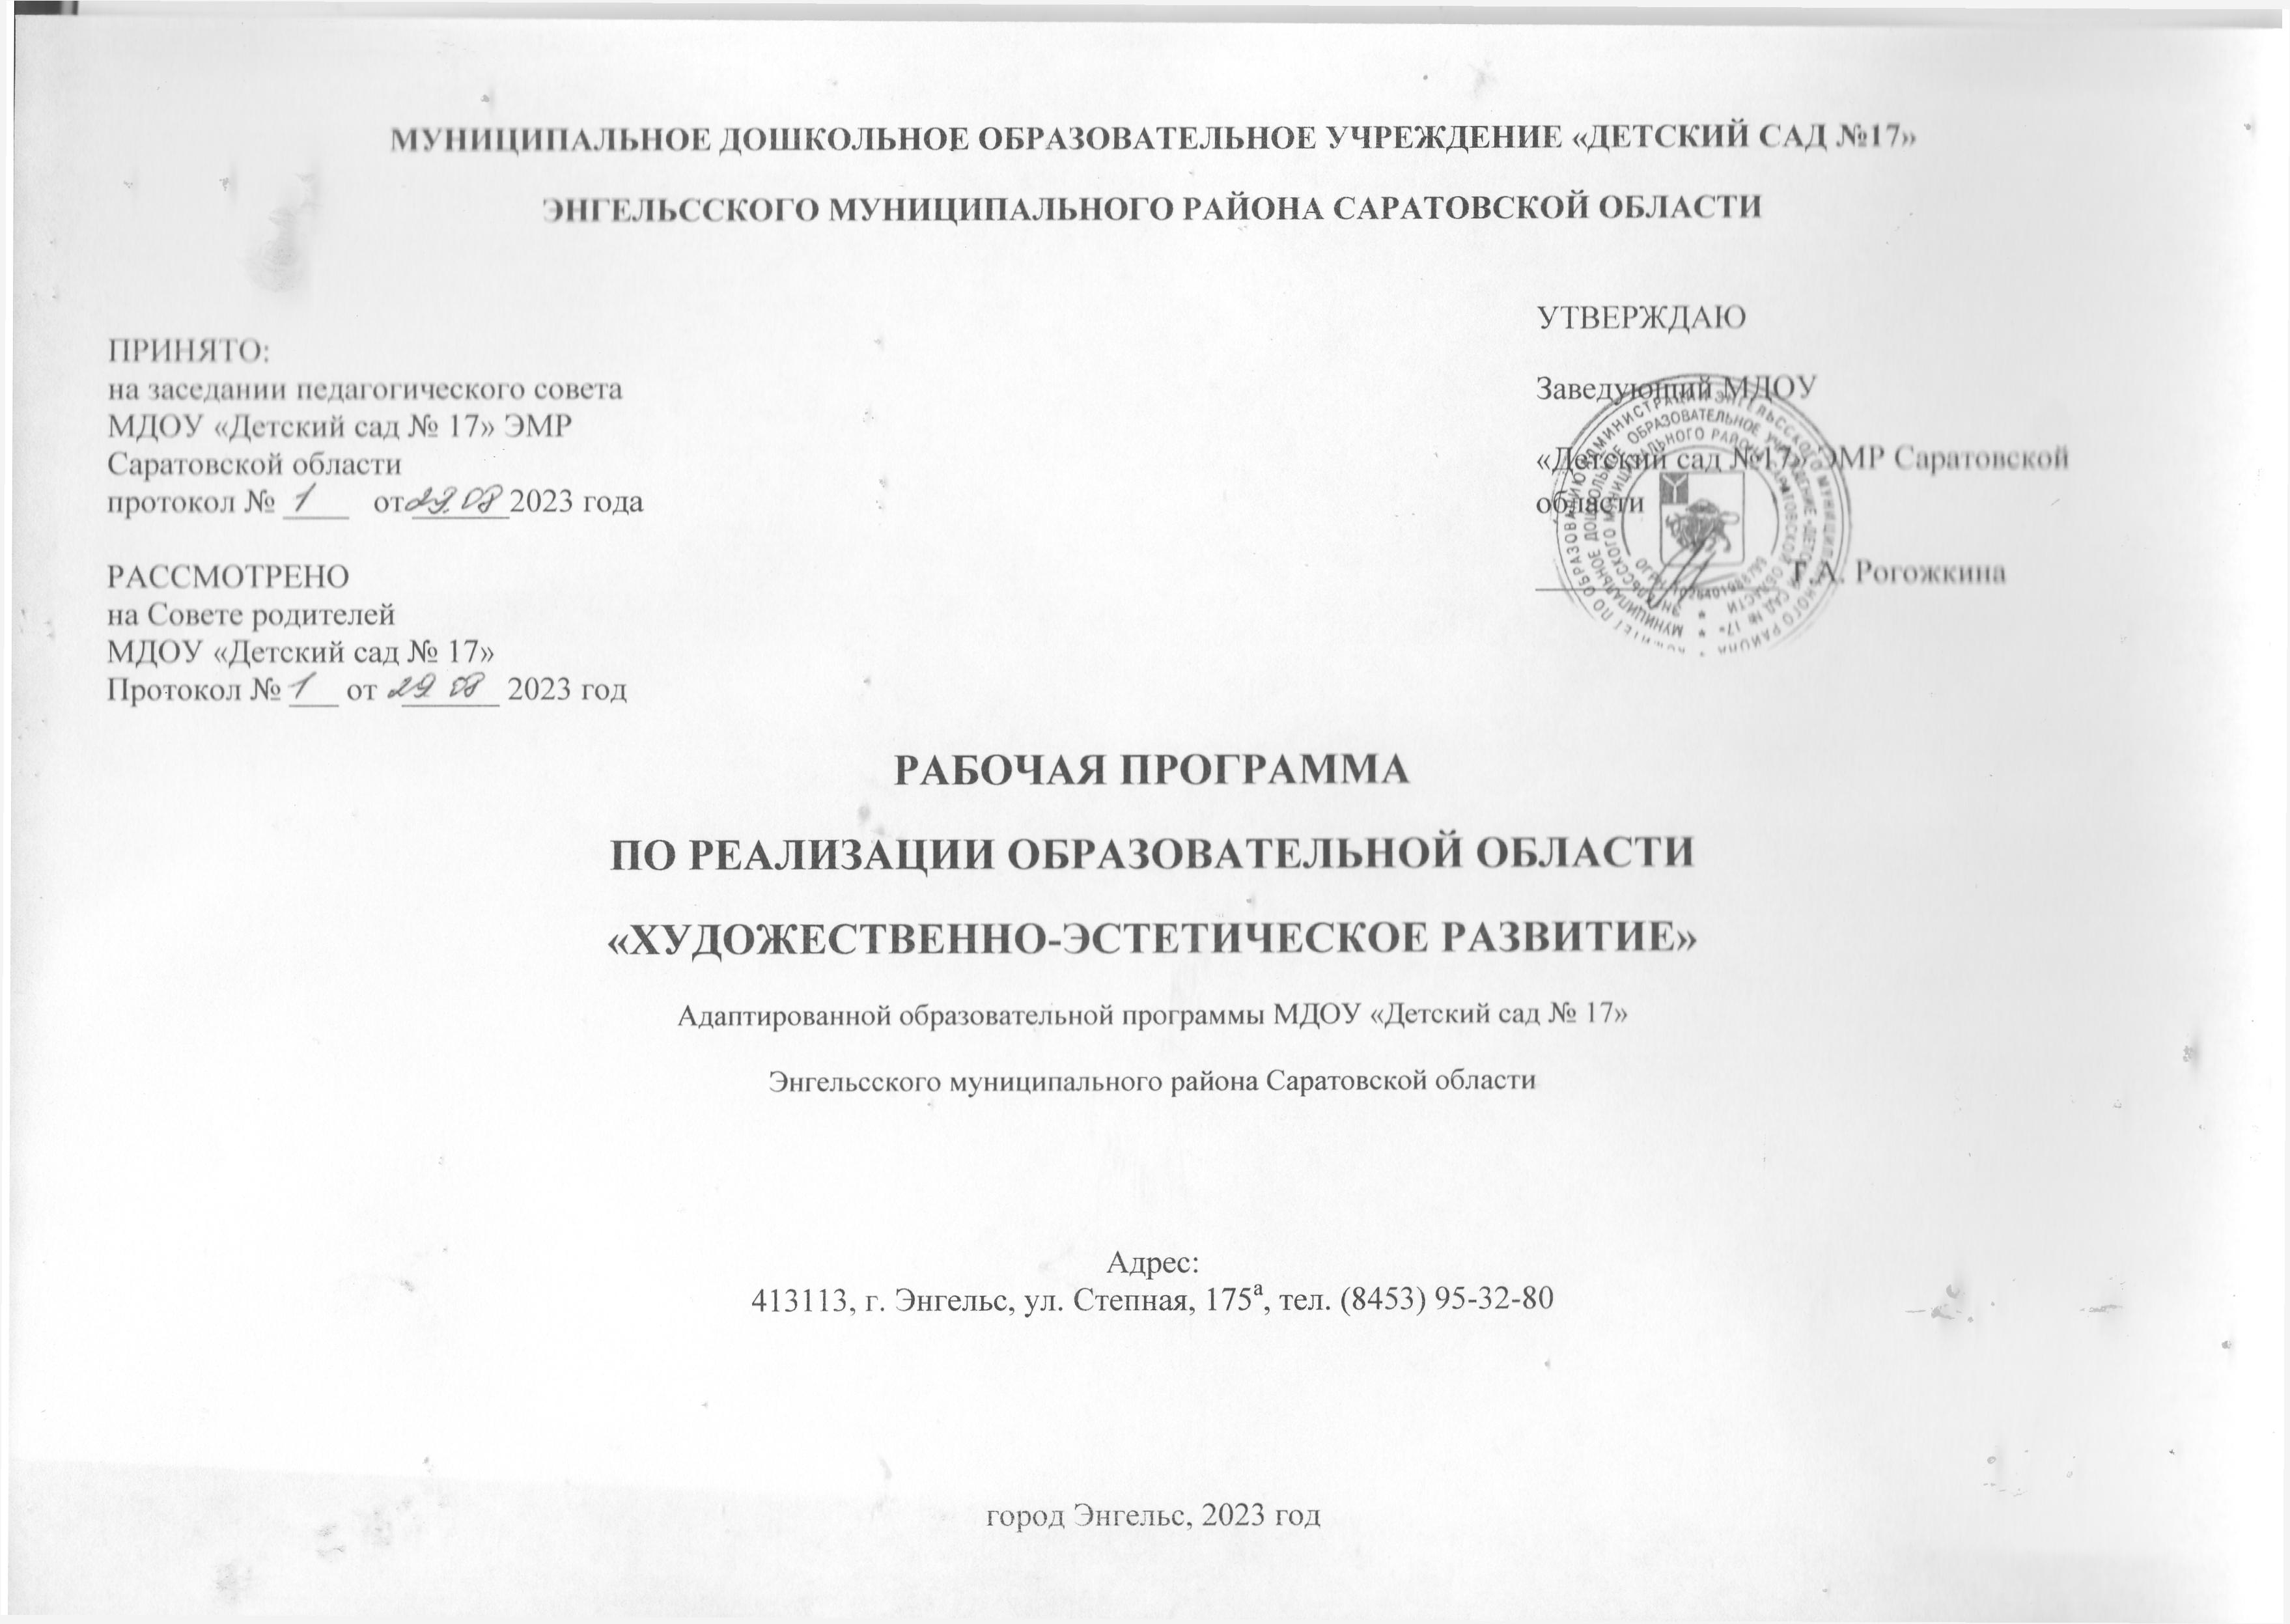 МУНИЦИПАЛЬНОЕ ДОШКОЛЬНОЕ ОБРАЗОВАТЕЛЬНОЕ УЧРЕЖДЕНИЕ «ДЕТСКИЙ САД №17»
ЭНГЕЛЬССКОГО МУНИЦИПАЛЬНОГО РАЙОНА САРАТОВСКОЙ ОБЛАСТИ
ПРИНЯТО:
на заседании педагогического совета
МДОУ «Детский сад № 17» ЭМР
Саратовской области
протокол № 1 от 29.08 2023 года
РАССМОТРЕНО
на Совете родителей
МДОУ «Детский сад № 17»
Протокол № 1 от 29 08 2023 год
УТВЕРЖДАЮ
Заведующий МДОУ
«Детский сад №17» ЭМР Саратовской
области
Г.А. Рогожкина
РАБОЧАЯ ПРОГРАММА
ПО РЕАЛИЗАЦИИ ОБРАЗОВАТЕЛЬНОЙ ОБЛАСТИ
«ХУДОЖЕСТВЕННО-ЭСТЕТИЧЕСКОЕ РАЗВИТИЕ»
Адаптированной образовательной программы МДОУ «Детский сад № 17»
Энгельсского муниципального района Саратовской области
Адрес:
413113, г. Энгельс, ул. Степная, 175ª, тел. (8453) 95-32-80
город Энгельс, 2023 год